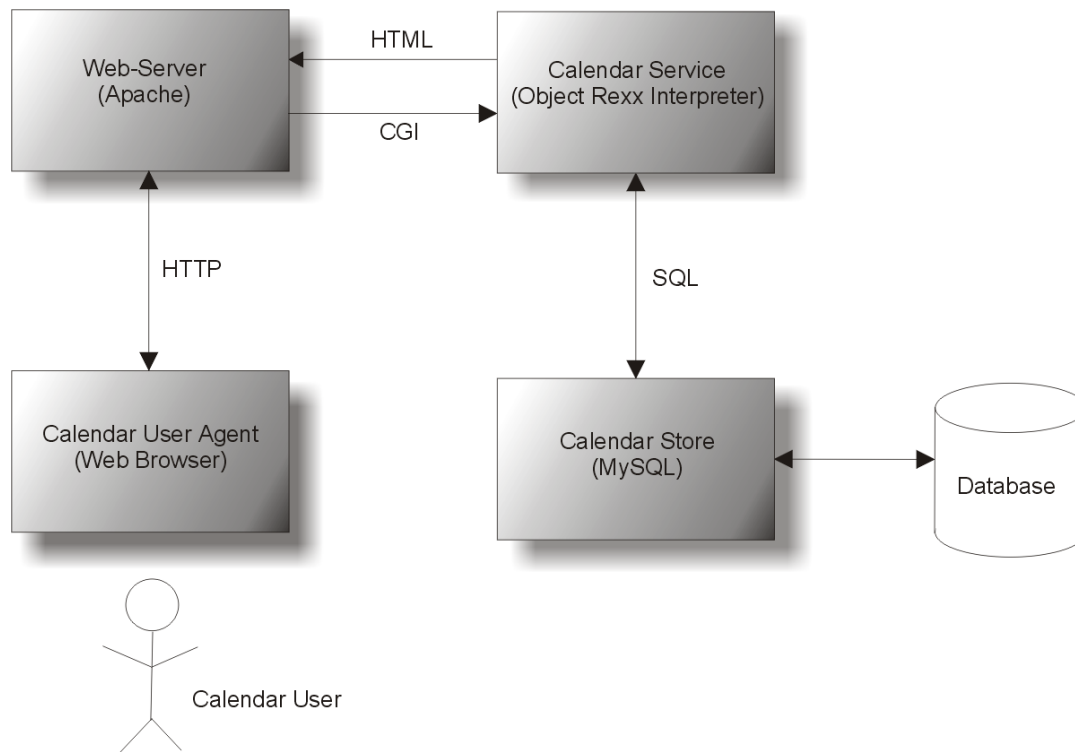 Web-Server
(Apache)
HTML
CGI
Calendar Service
(Object Rexx Interpreter)
HTTP
SQL
Calendar User Agent
(Web Browser)
Calendar Store
(MySQL)
Database
Calendar User